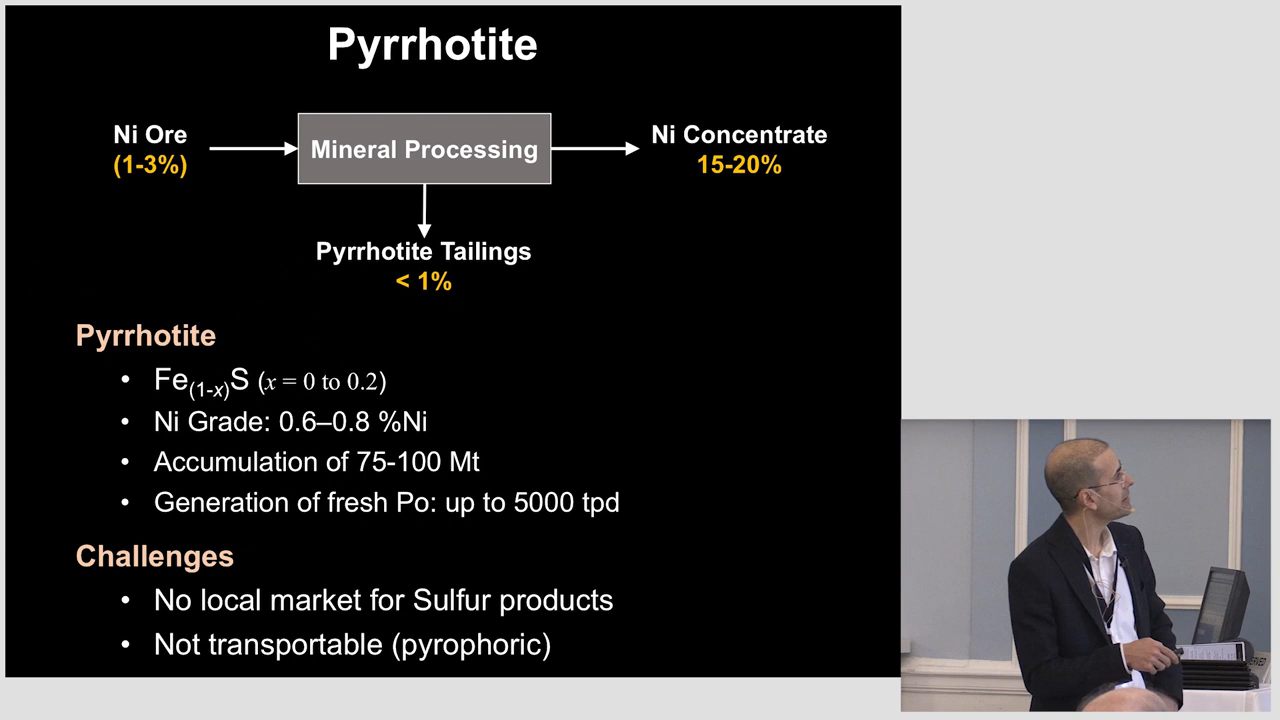 Pyrrhotite
Ni Ore
(1-3%)
Mineral Processing
Ni Concentrate
15-20%
Pyrrhotite Tailings
< 1%
Pyrrhotite
• Fe(1-x)S (x = 0 to 0.2)
• Ni Grade: 0.6–0.8 %Ni
• Accumulation of 75-100 Mt
• Generation of fresh Po: up to 5000 tpd
Challenges
• No local market for Sulfur products
• Not transportable (pyrophoric)